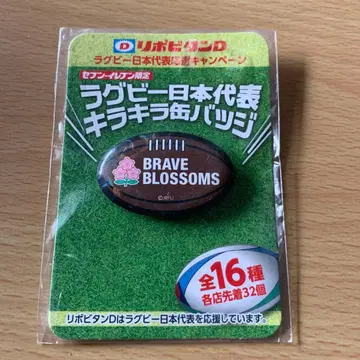 D リポビタンD
ラグビー日本代表応援キャンペーン
セブン-イレブン限定
ラグビー日本代表
キラキラ缶バッジ
BRAVE
BLOSSOMS
©JRFU
全16種
各店先着32個
リポビタンDはラグビー日本代表を応援しています。